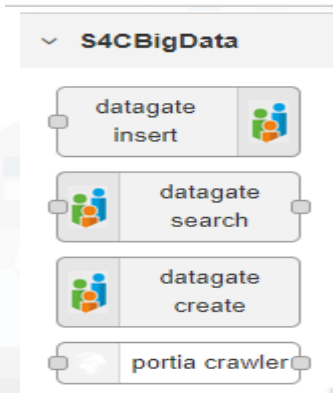 S4CBigData
datagate
insert
datagate
search
datagate
create
portia crawler